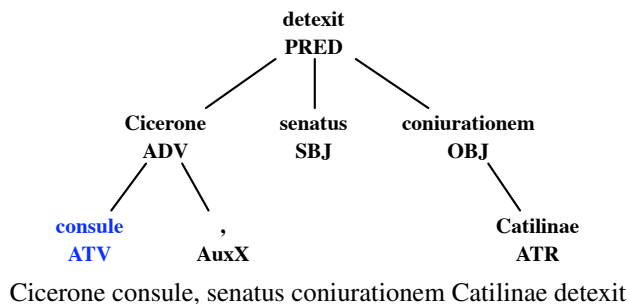 detexit
PRED
Cicerone senatus coniurationem
ADV SBJ OBJ
consule , Catilinae
ATV AuxX ATR
Cicerone consule, senatus coniurationem Catilinae detexit